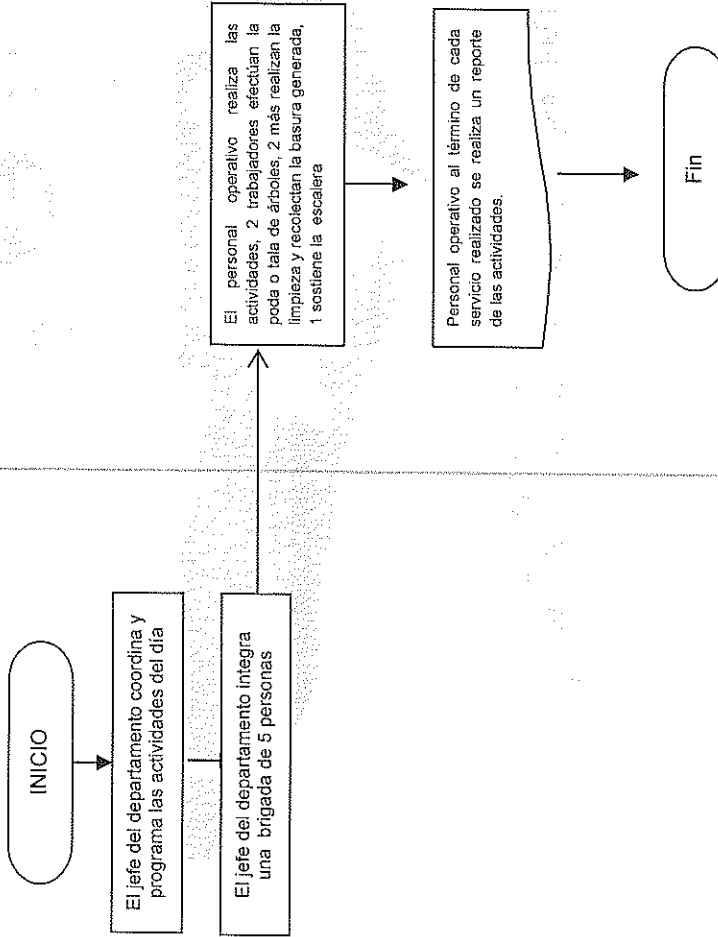 INICIO
El jefe del departamento coordina y
programa las actividades del día
El jefe del departamento integra
una brigada de 5 personas
El personal operativo realiza las
actividades, 2 trabajadores efectúan la
poda o tala de árboles, 2 más realizan la
limpieza y recolectan la basura generada,
1 sostiene la escalera
Personal operativo al término de cada
servicio realizado se realiza un reporte
de las actividades.
Fin